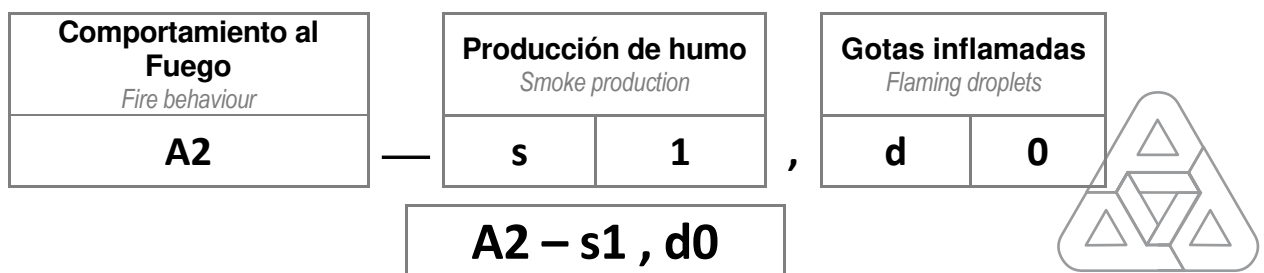 Comportamiento al
Fuego
Fire behaviour
Producción de humo
Smoke production
Gotas inflamadas
Flaming droplets
A2 — s 1 , d 0
A2 – s1 , d0